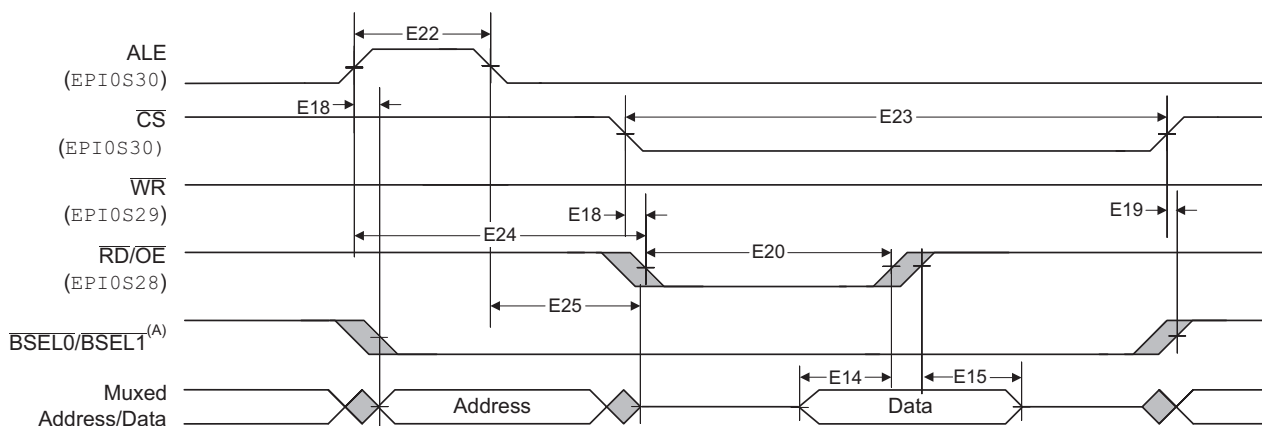 E22
ALE
(EPI0S30)
E18
CS
E23
(EPI0S30)
WR
(EPI0S29)
E18
E19
E24
RD/OE
E20
(EPI0S28)
E25
BSEL0/BSEL1(A)
E14
E15
Muxed
Address/Data
Address
Data